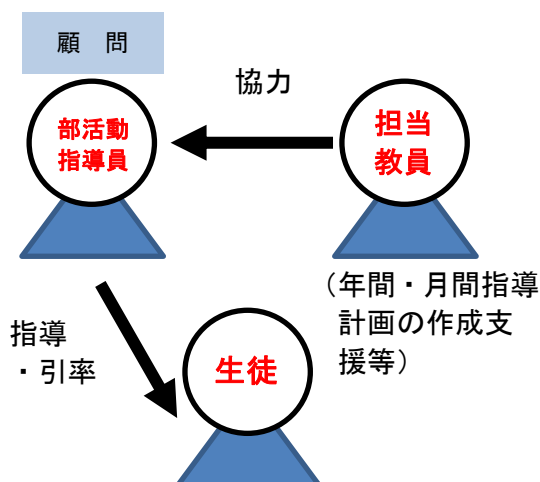 顧　問
協力
部活動
指導員
担当
教員
（年間・月間指導
計画の作成支
援等）
指導
・引率
生徒